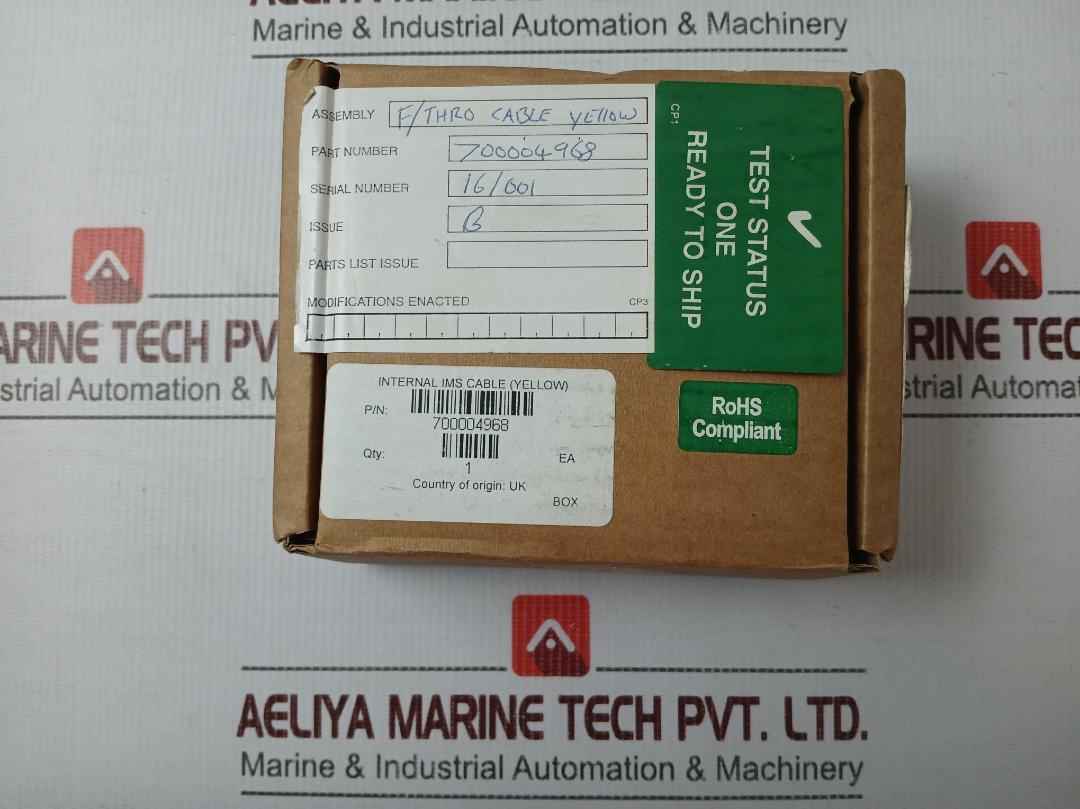 Marine & Industrial Automation & Machinery
ASSEMBLY F/THRO CABLE YELLOW
PART NUMBER 700004968
SERIAL NUMBER 16/001
ISSUE B
PARTS LIST ISSUE
MODIFICATIONS ENACTED CP3
CP1
TEST STATUS
ONE
READY TO SHIP
INTERNAL IMS CABLE (YELLOW)
P/N:
700004968
Qty: EA
1
Country of origin: UK
BOX
RoHS
Compliant
ARINE TECH PV
strial Automation & M
RINE TEC
strial Automat
AELIYA MARINE TECH PVT. LTD.
Marine & Industrial Automation & Machinery